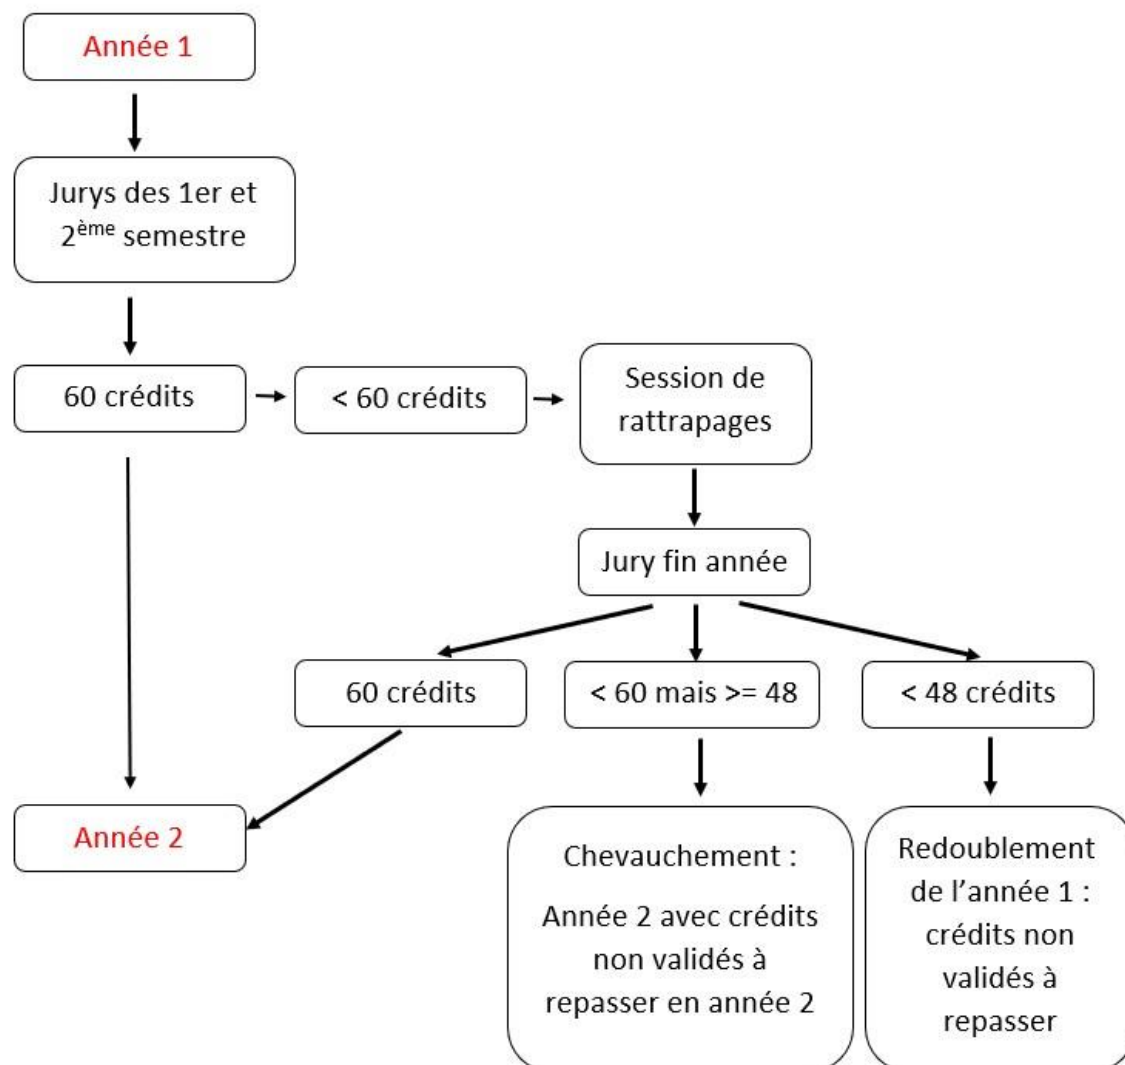 Année 1
Jurys des 1er et
2ème semestre
60 crédits
< 60 crédits
Session de
rattrapages
Jury fin année
60 crédits
< 60 mais >= 48
< 48 crédits
Année 2
Chevauchement :
Année 2 avec crédits
non validés à
repasser en année 2
Redoublement
de l’année 1 :
crédits non
validés à
repasser